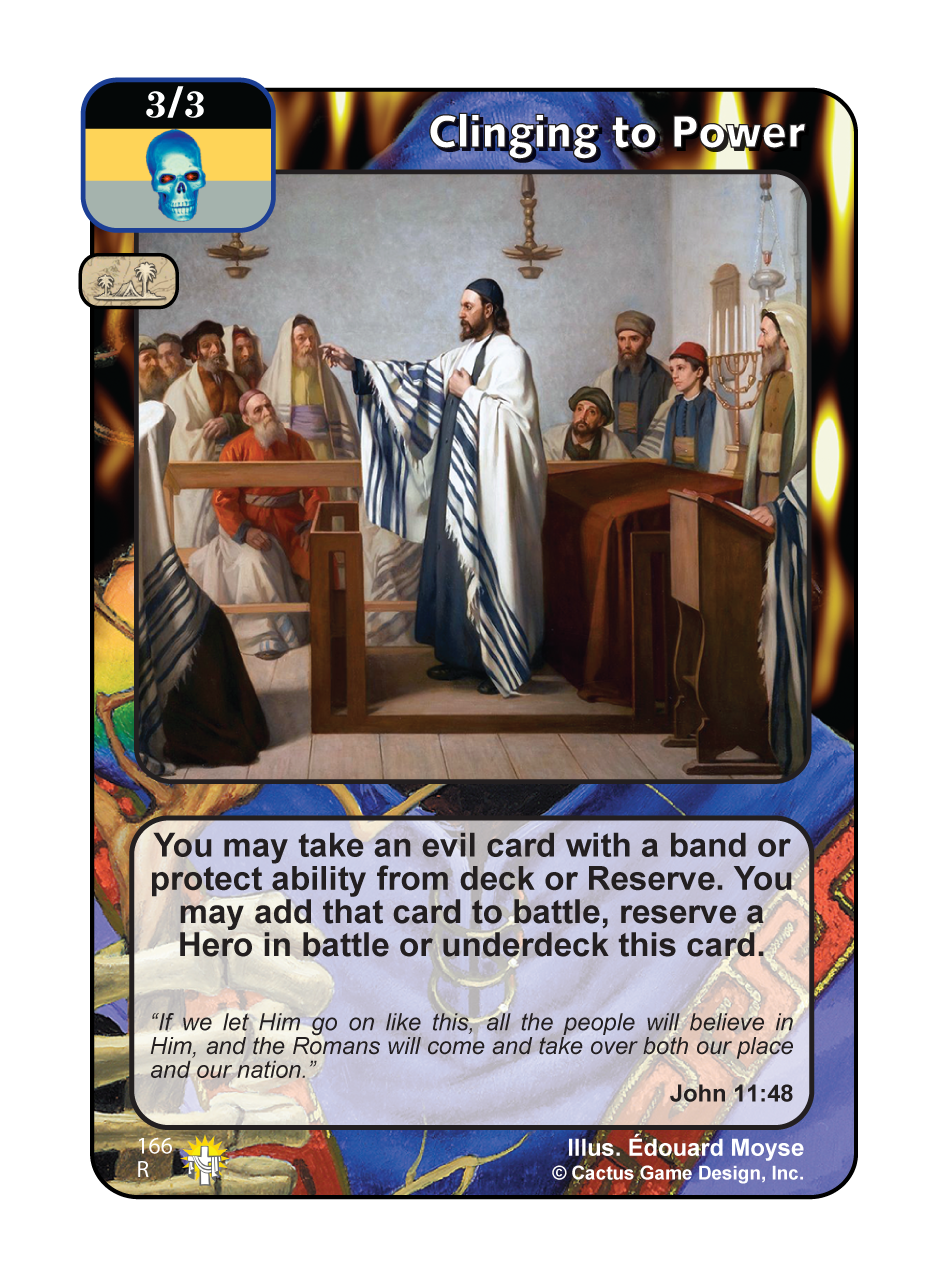 3/3
Clinging to Power
You may take an evil card with a band or
protect ability from deck or Reserve. You
may add that card to battle, reserve a
Hero in battle or underdeck this card.
“If we let Him go on like this, all the people will believe in
Him, and the Romans will come and take over both our place
and our nation.”
John 11:48
166
R
Illus. Édouard Moyse
© Cactus Game Design, Inc.